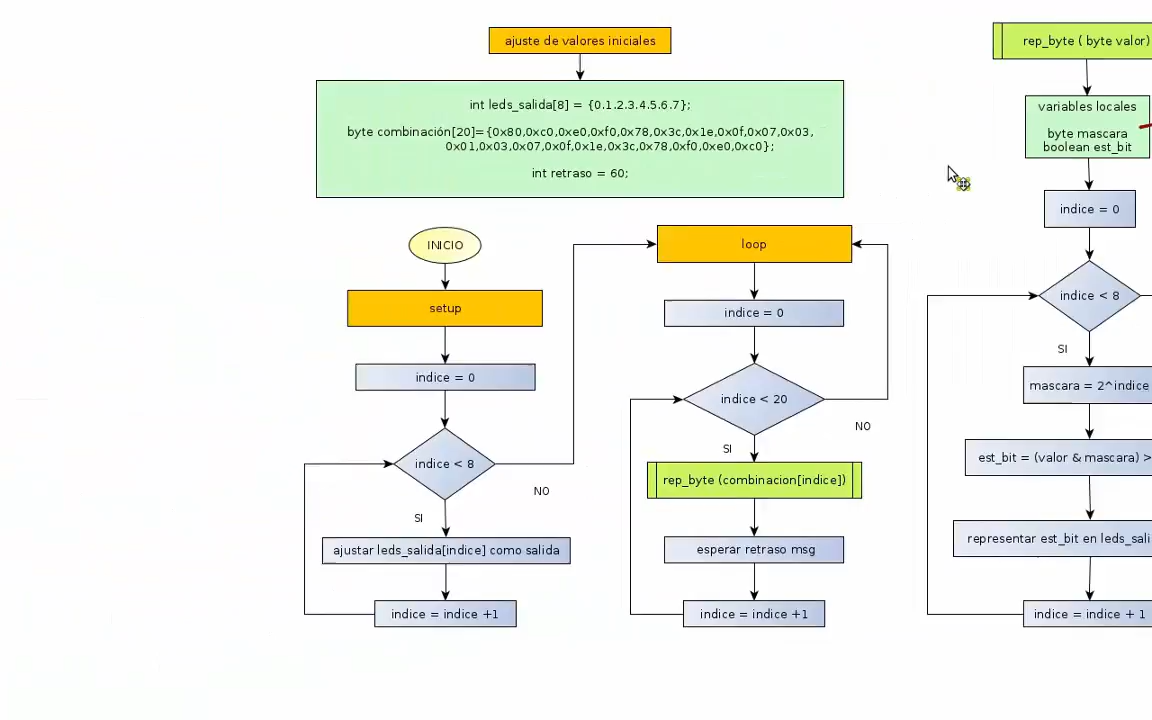 ajuste de valores iniciales
int leds_salida[8] = {0.1.2.3.4.5.6.7};
byte combinación[20]={0x80,0xc0,0xe0,0xf0,0x78,0x3c,0x1e,0x0f,0x07,0x03,
0x01,0x03,0x07,0x0f,0x1e,0x3c,0x78,0xf0,0xe0,0xc0};
int retraso = 60;
INICIO
setup
indice = 0
indice < 8
NO
SI
ajustar leds_salida[indice] como salida
indice = indice +1
loop
indice = 0
indice < 20
NO
SI
rep_byte (combinacion[indice])
esperar retraso msg
indice = indice +1
rep_byte ( byte valor)
variables locales
byte mascara
boolean est_bit
indice = 0
indice < 8
SI
mascara = 2^indice
est_bit = (valor & mascara) >
representar est_bit en leds_sali
indice = indice + 1